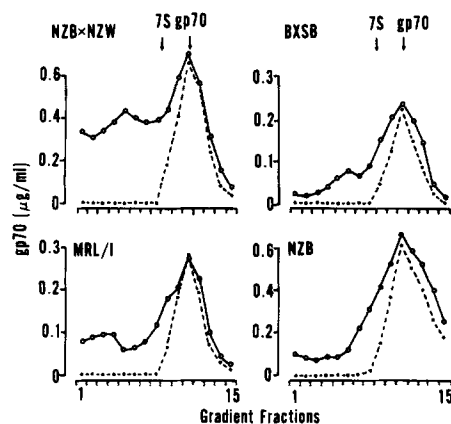 NZB×NZW
7S gp70
BXSB
7S gp70
0.6
0.4
0.2
0
0.3
0.2
0.1
0
gp70 (μg/ml)
MRL/l
0.3
0.2
0.1
0
NZB
0.6
0.4
0.2
0
1
15
1
15
Gradient Fractions